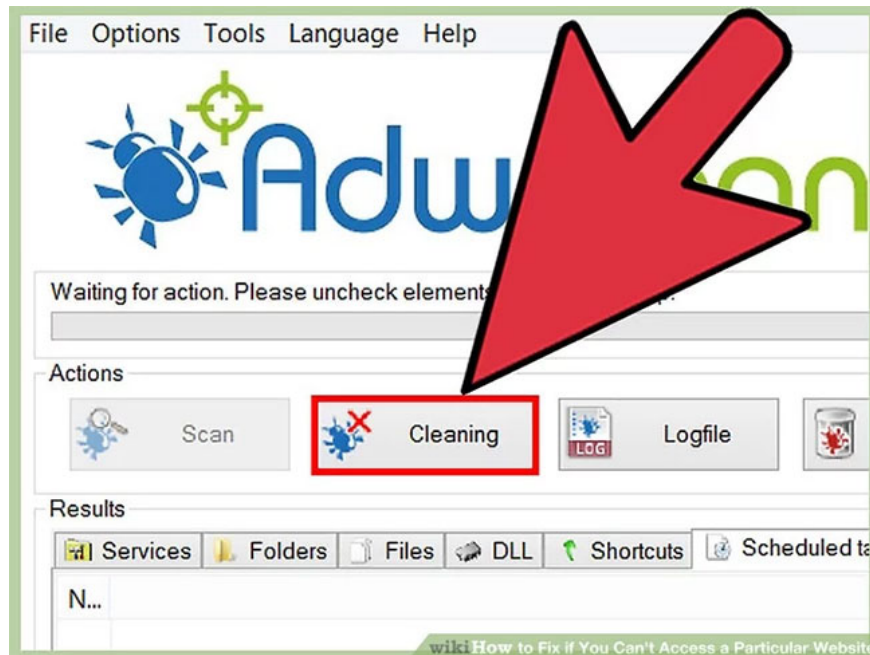 File Options Tools Language Help
Adw
Waiting for action. Please uncheck elements
Actions
Scan
Cleaning
LOG
Logfile
Results
Services Folders Files DLL Shortcuts Scheduled ta
N...
wikiHow to Fix if You Can't Access a Particular Website